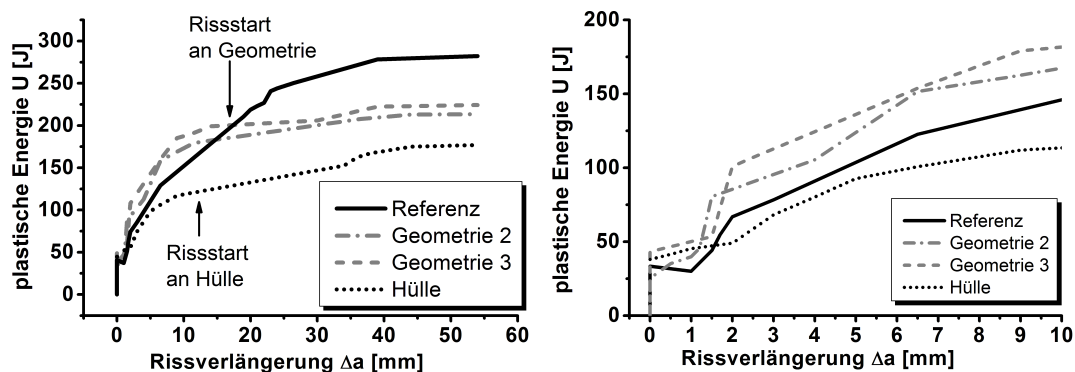 plastische Energie U [J]
300
250
200
150
100
50
0
Rissstart
an Geometrie
Rissstart
an Hülle
Referenz
Geometrie 2
Geometrie 3
Hülle
0 10 20 30 40 50 60
Rissverlängerung Δa [mm]
plastische Energie U [J]
200
150
100
50
0
Referenz
Geometrie 2
Geometrie 3
Hülle
0 1 2 3 4 5 6 7 8 9 10
Rissverlängerung Δa [mm]